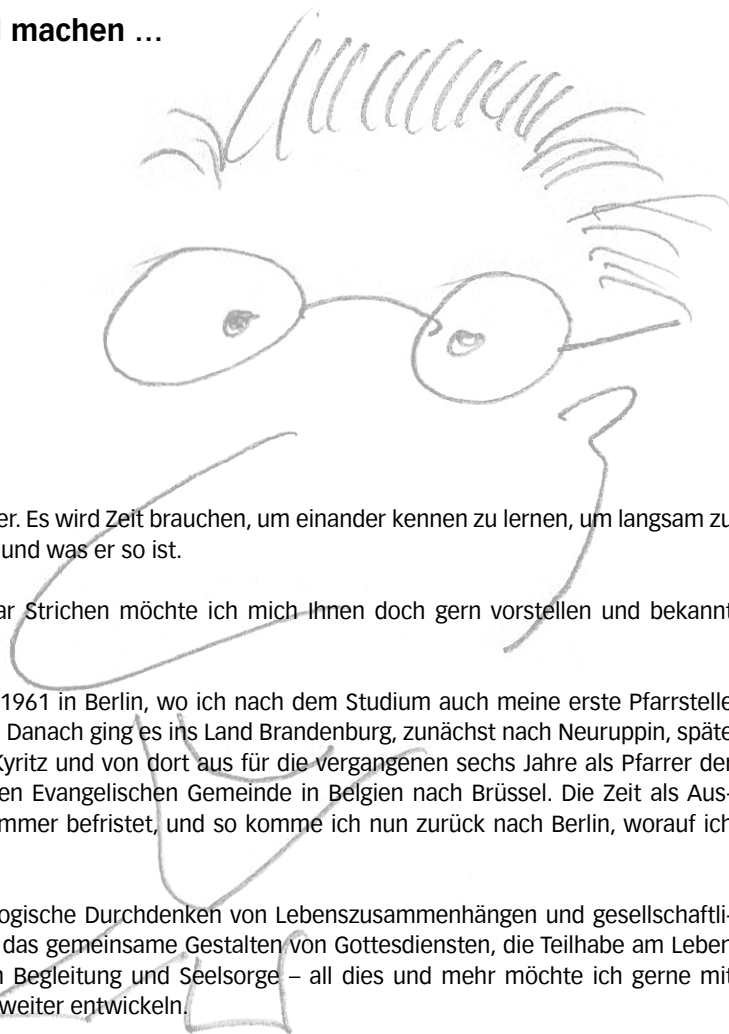 machen …
er. Es wird Zeit brauchen, um einander kennen zu lernen, um langsam zu
und was er so ist.
ar Strichen möchte ich mich Ihnen doch gern vorstellen und bekannt
1961 in Berlin, wo ich nach dem Studium auch meine erste Pfarrstelle
Danach ging es ins Land Brandenburg, zunächst nach Neuruppin, späte
Kyritz und von dort aus für die vergangenen sechs Jahre als Pfarrer der
en Evangelischen Gemeinde in Belgien nach Brüssel. Die Zeit als Aus-
mmer befristet, und so komme ich nun zurück nach Berlin, worauf ich
ogische Durchdenken von Lebenszusammenhängen und gesellschaftli-
das gemeinsame Gestalten von Gottesdiensten, die Teilhabe am Leben
Begleitung und Seelsorge – all dies und mehr möchte ich gerne mit
weiter entwickeln.